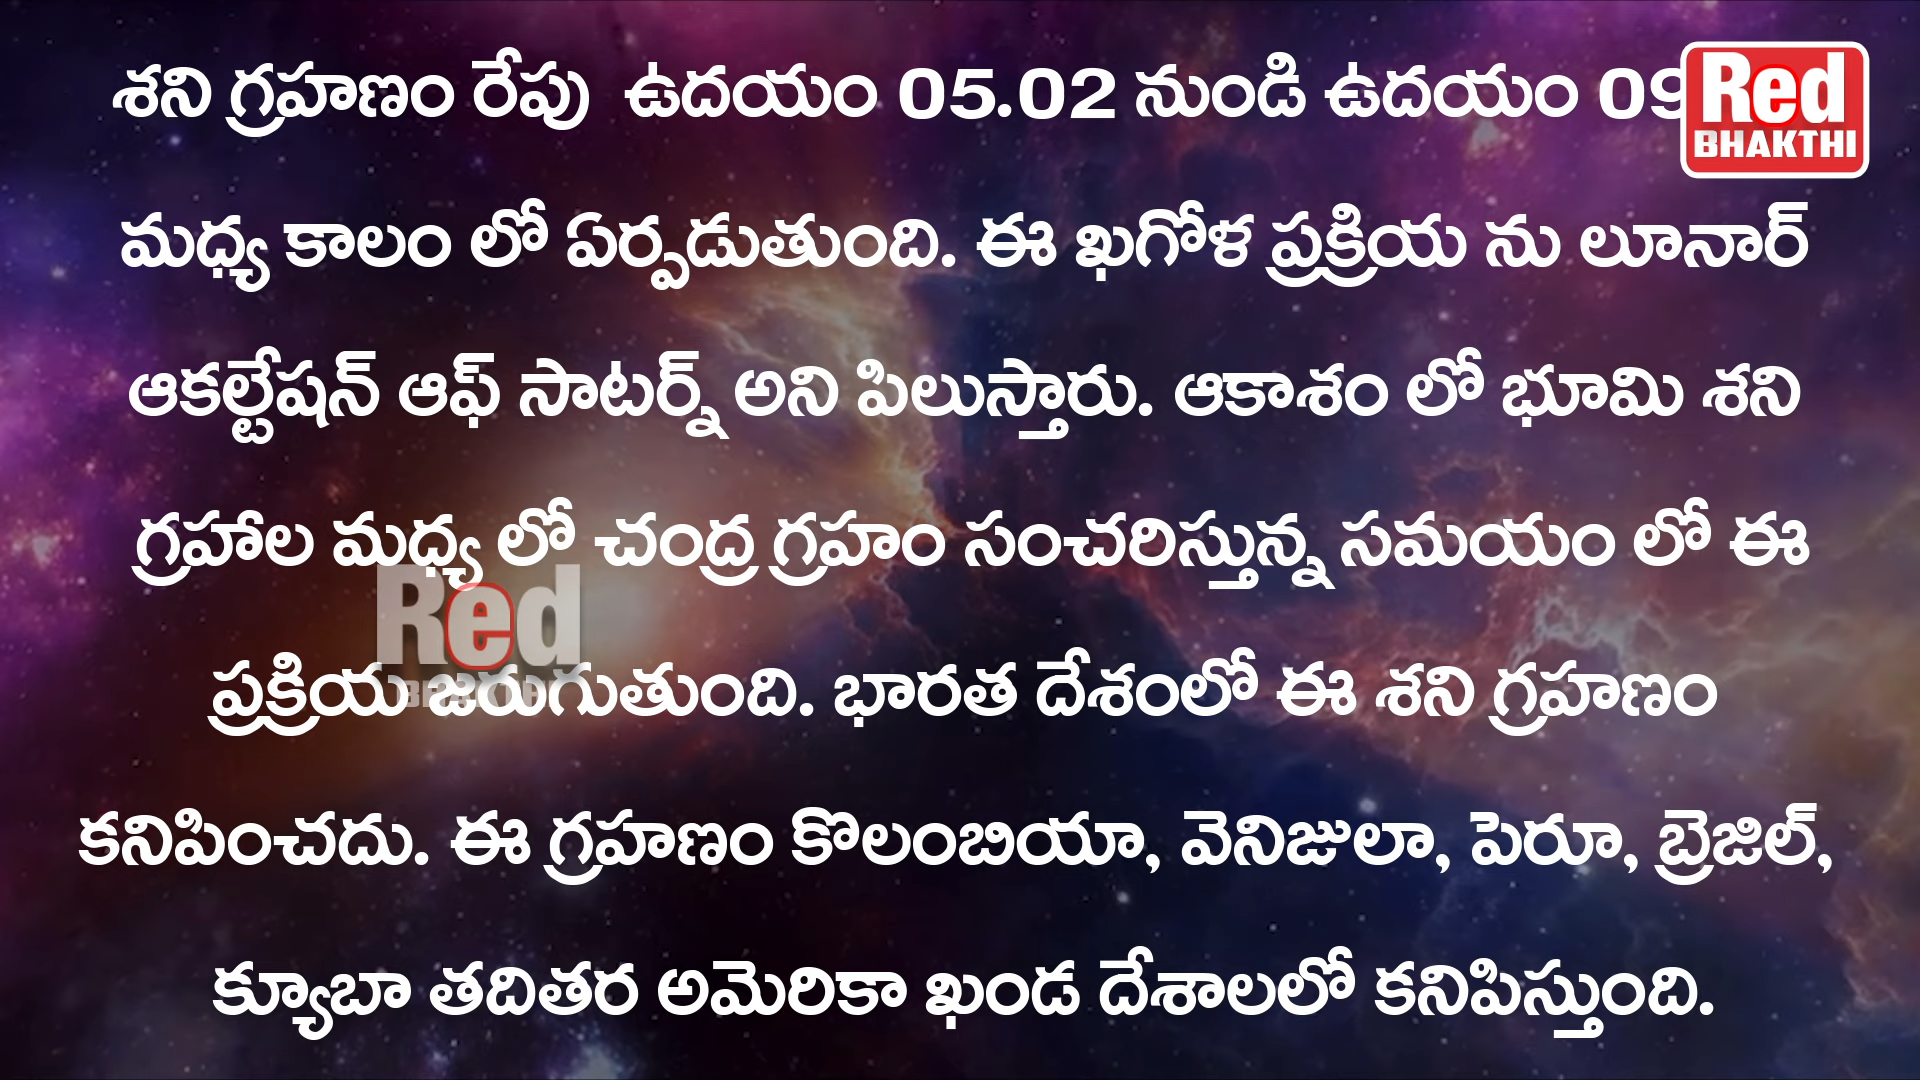 శని గ్రహణం రేపు ఉదయం 05.02 నుండి ఉదయం 09
Red
BHAKTHI
మధ్య కాలం లో ఏర్పడుతుంది. ఈ ఖగోళ ప్రక్రియ ను లూనార్
ఆకల్టేషన్ ఆఫ్ సాటర్న్ అని పిలుస్తారు. ఆకాశం లో భూమి శని
గ్రహాల మధ్య లో చంద్ర గ్రహం సంచరిస్తున్న సమయం లో ఈ
Red
BHAKTHI
ప్రక్రియ జరుగుతుంది. భారత దేశంలో ఈ శని గ్రహణం
కనిపించదు. ఈ గ్రహణం కొలంబియా, వెనిజులా, పెరూ, బ్రెజిల్,
క్యూబా తదితర అమెరికా ఖండ దేశాలలో కనిపిస్తుంది.